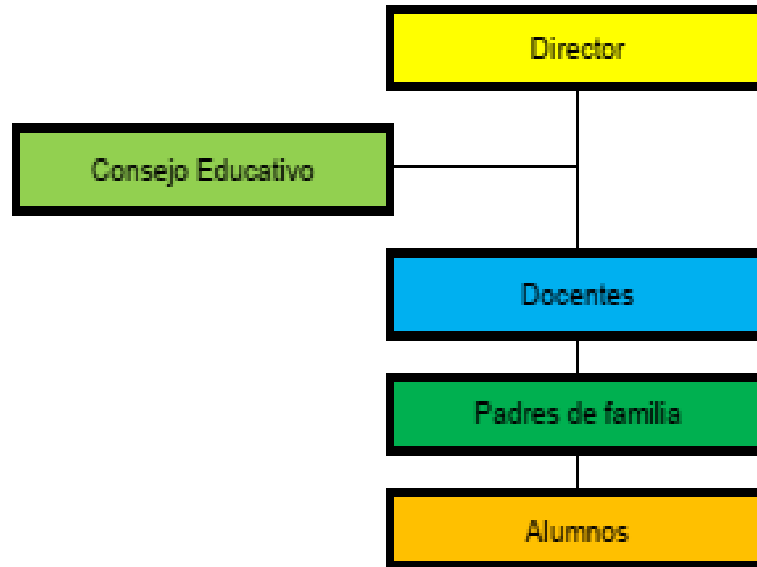 Director
Consejo Educativo
Docentes
Padres de familia
Alumnos